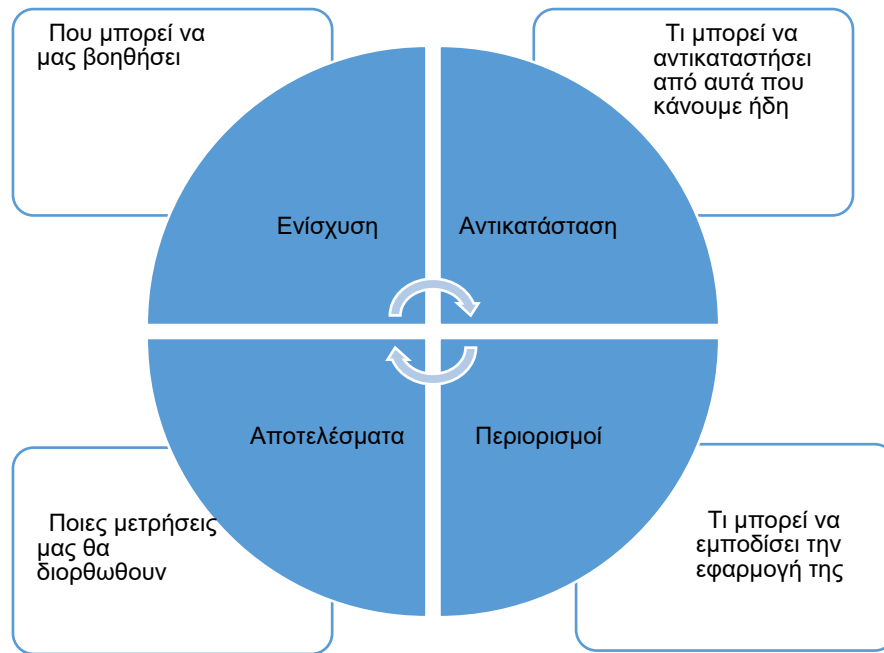 Που μπορεί να
μας βοηθήσει
Τι μπορεί να
αντικαταστήσει
από αυτά που
κάνουμε ήδη
Ενίσχυση
Αντικατάσταση
Αποτελέσματα
Περιορισμοί
Ποιες μετρήσεις
μας θα
διορθωθουν
Τι μπορεί να
εμποδίσει την
εφαρμογή της